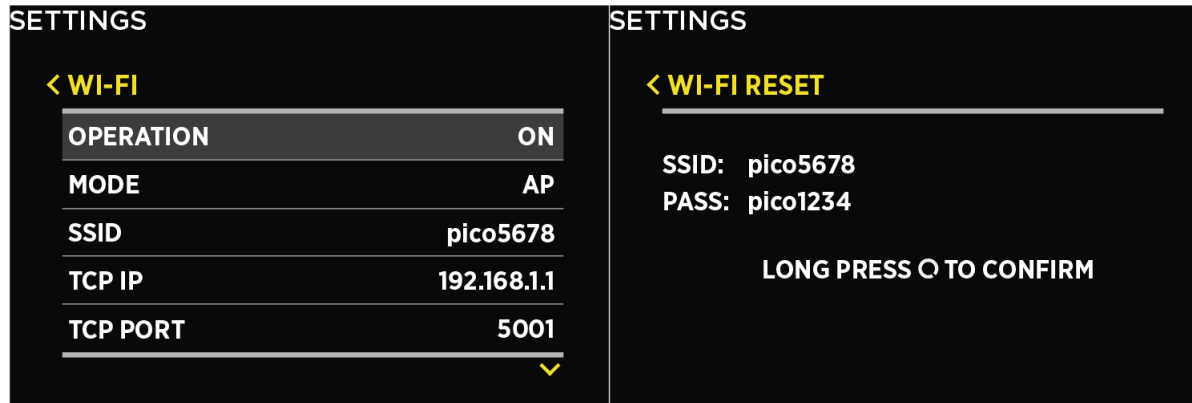 SETTINGS
< WI-FI
OPERATION ON
MODE AP
SSID pico5678
TCP IP 192.168.1.1
TCP PORT 5001
SETTINGS
< WI-FI RESET
SSID: pico5678
PASS: pico1234
LONG PRESS O TO CONFIRM